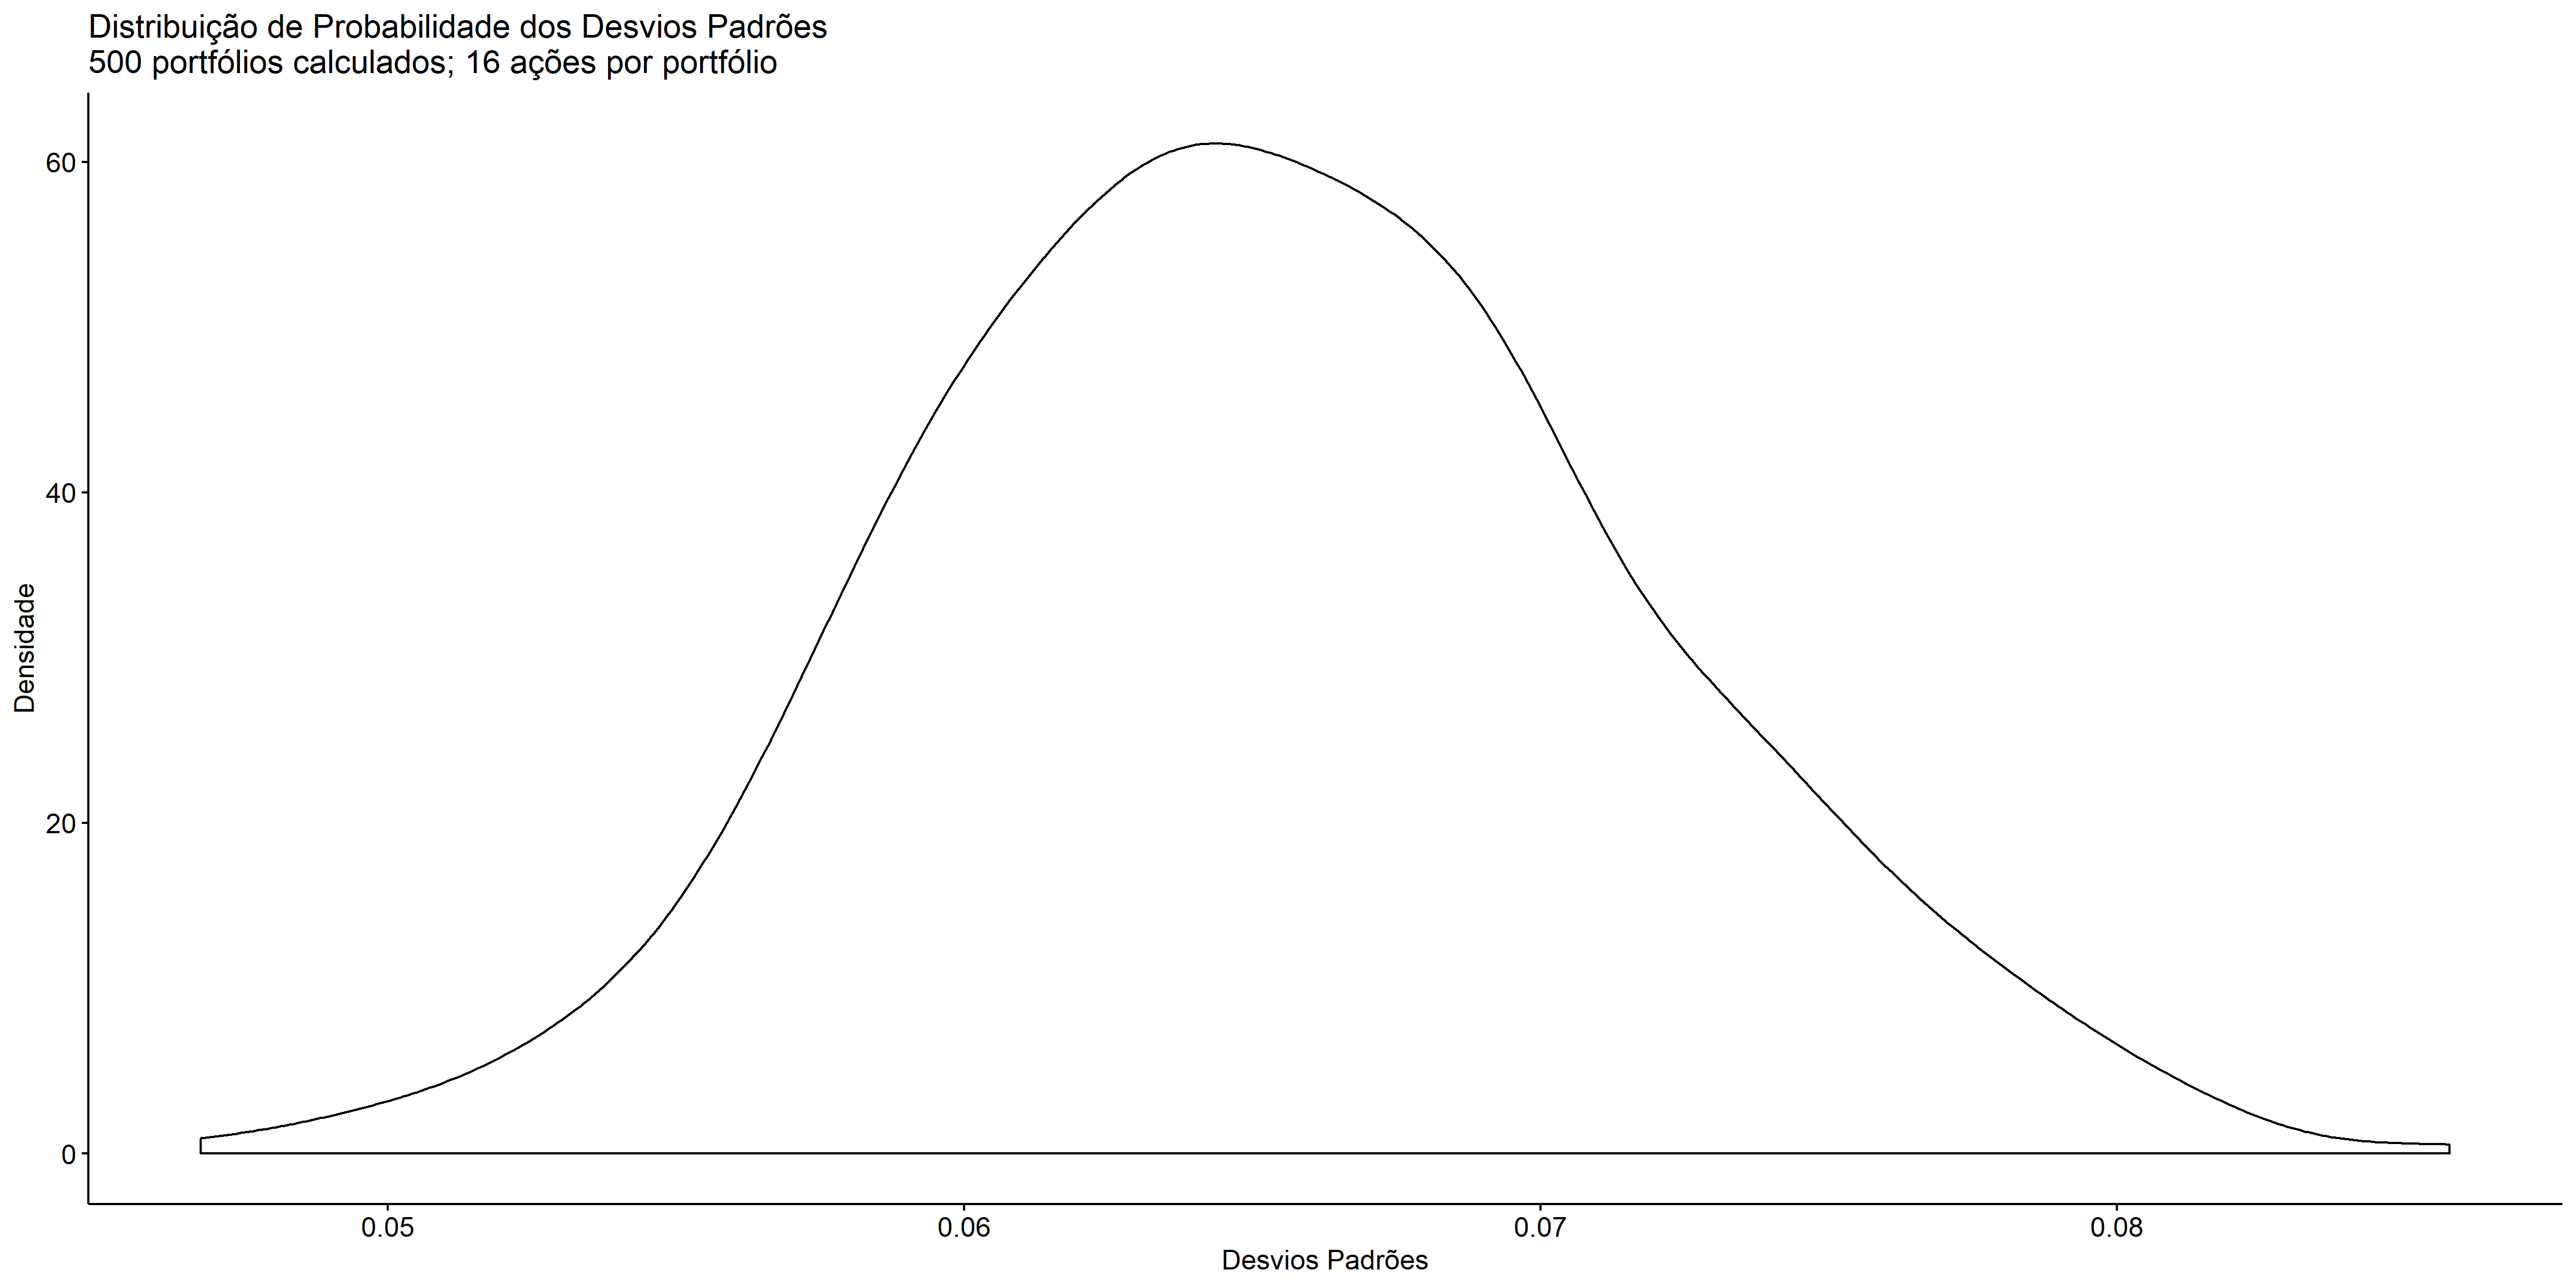 Distribuição de Probabilidade dos Desvios Padrões
500 portfólios calculados; 16 ações por portfólio
60
40
20
0
Densidade
0.05 0.06 0.07 0.08
Desvios Padrões